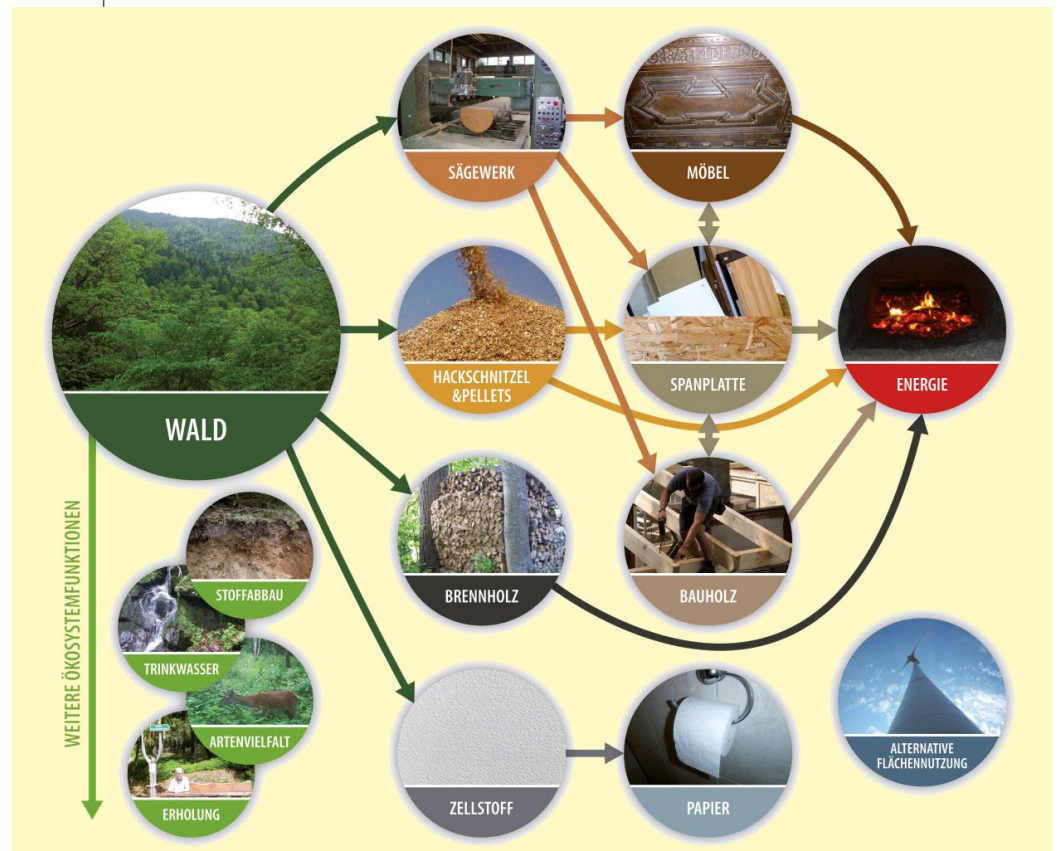 SÄGEWERK
MÖBEL
WALD
HACKSCHNITZEL
&PELLETS
SPANPLATTE
ENERGIE
WEITERE ÖKOSYSTEMFUNKTIONEN
STOFFABBAU
TRINKWASSER
ARTENVIELFALT
ERHOLUNG
BRENNHOLZ
BAUHOLZ
ZELLSTOFF
PAPIER
ALTERNATIVE
FLÄCHENNUTZUNG